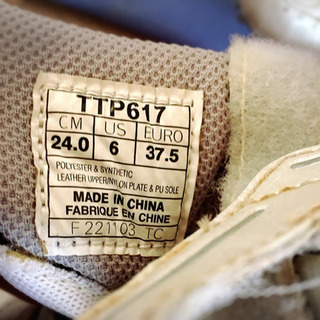 TTP617
CM US EURO
24.0 6 37.5
POLYESTER & SYNTHETIC
LEATHER UPPER/NYLON PLATE & PU SOLE
MADE IN CHINA
FABRIQUE EN CHINE
F 221103 TC